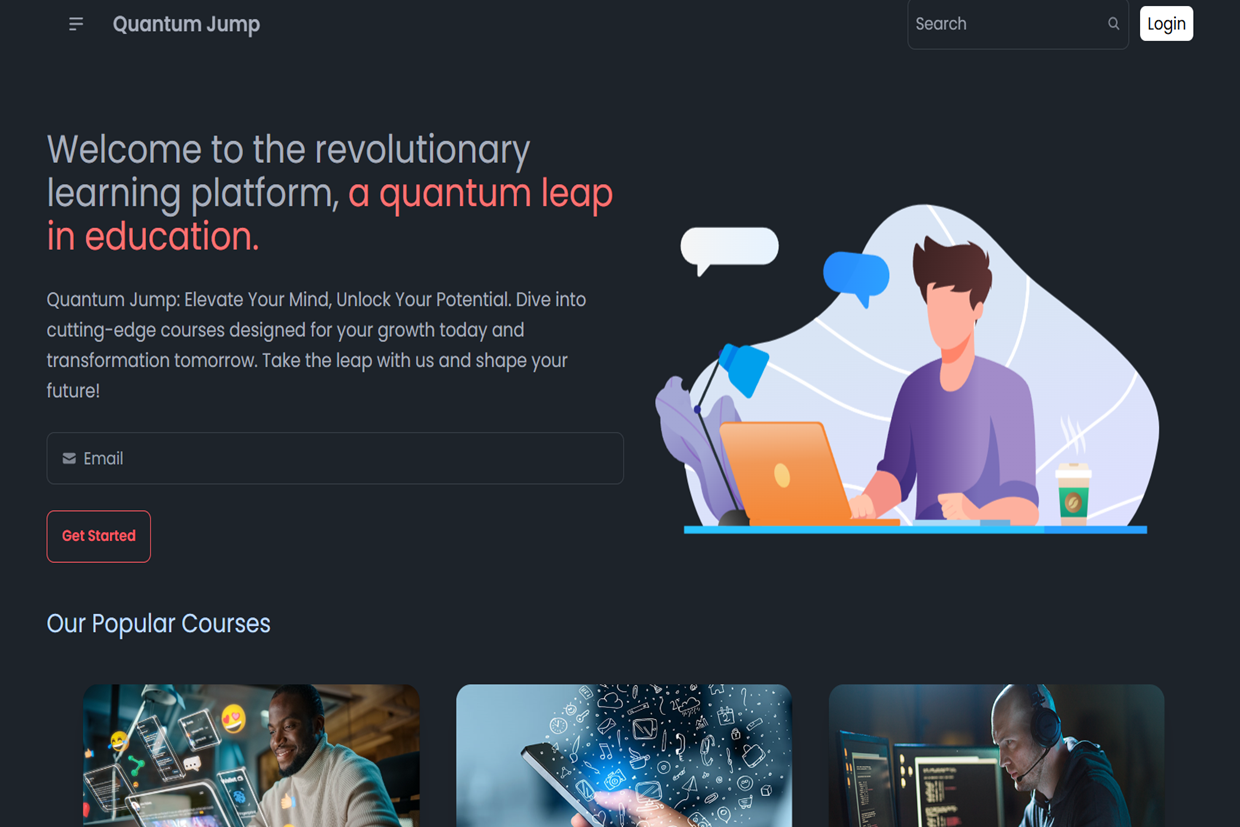 Quantum Jump
Search
Login
Welcome to the revolutionary
learning platform, a quantum leap
in education.
Quantum Jump: Elevate Your Mind, Unlock Your Potential. Dive into
cutting-edge courses designed for your growth today and
transformation tomorrow. Take the leap with us and shape your
future!
Email
Get Started
Our Popular Courses